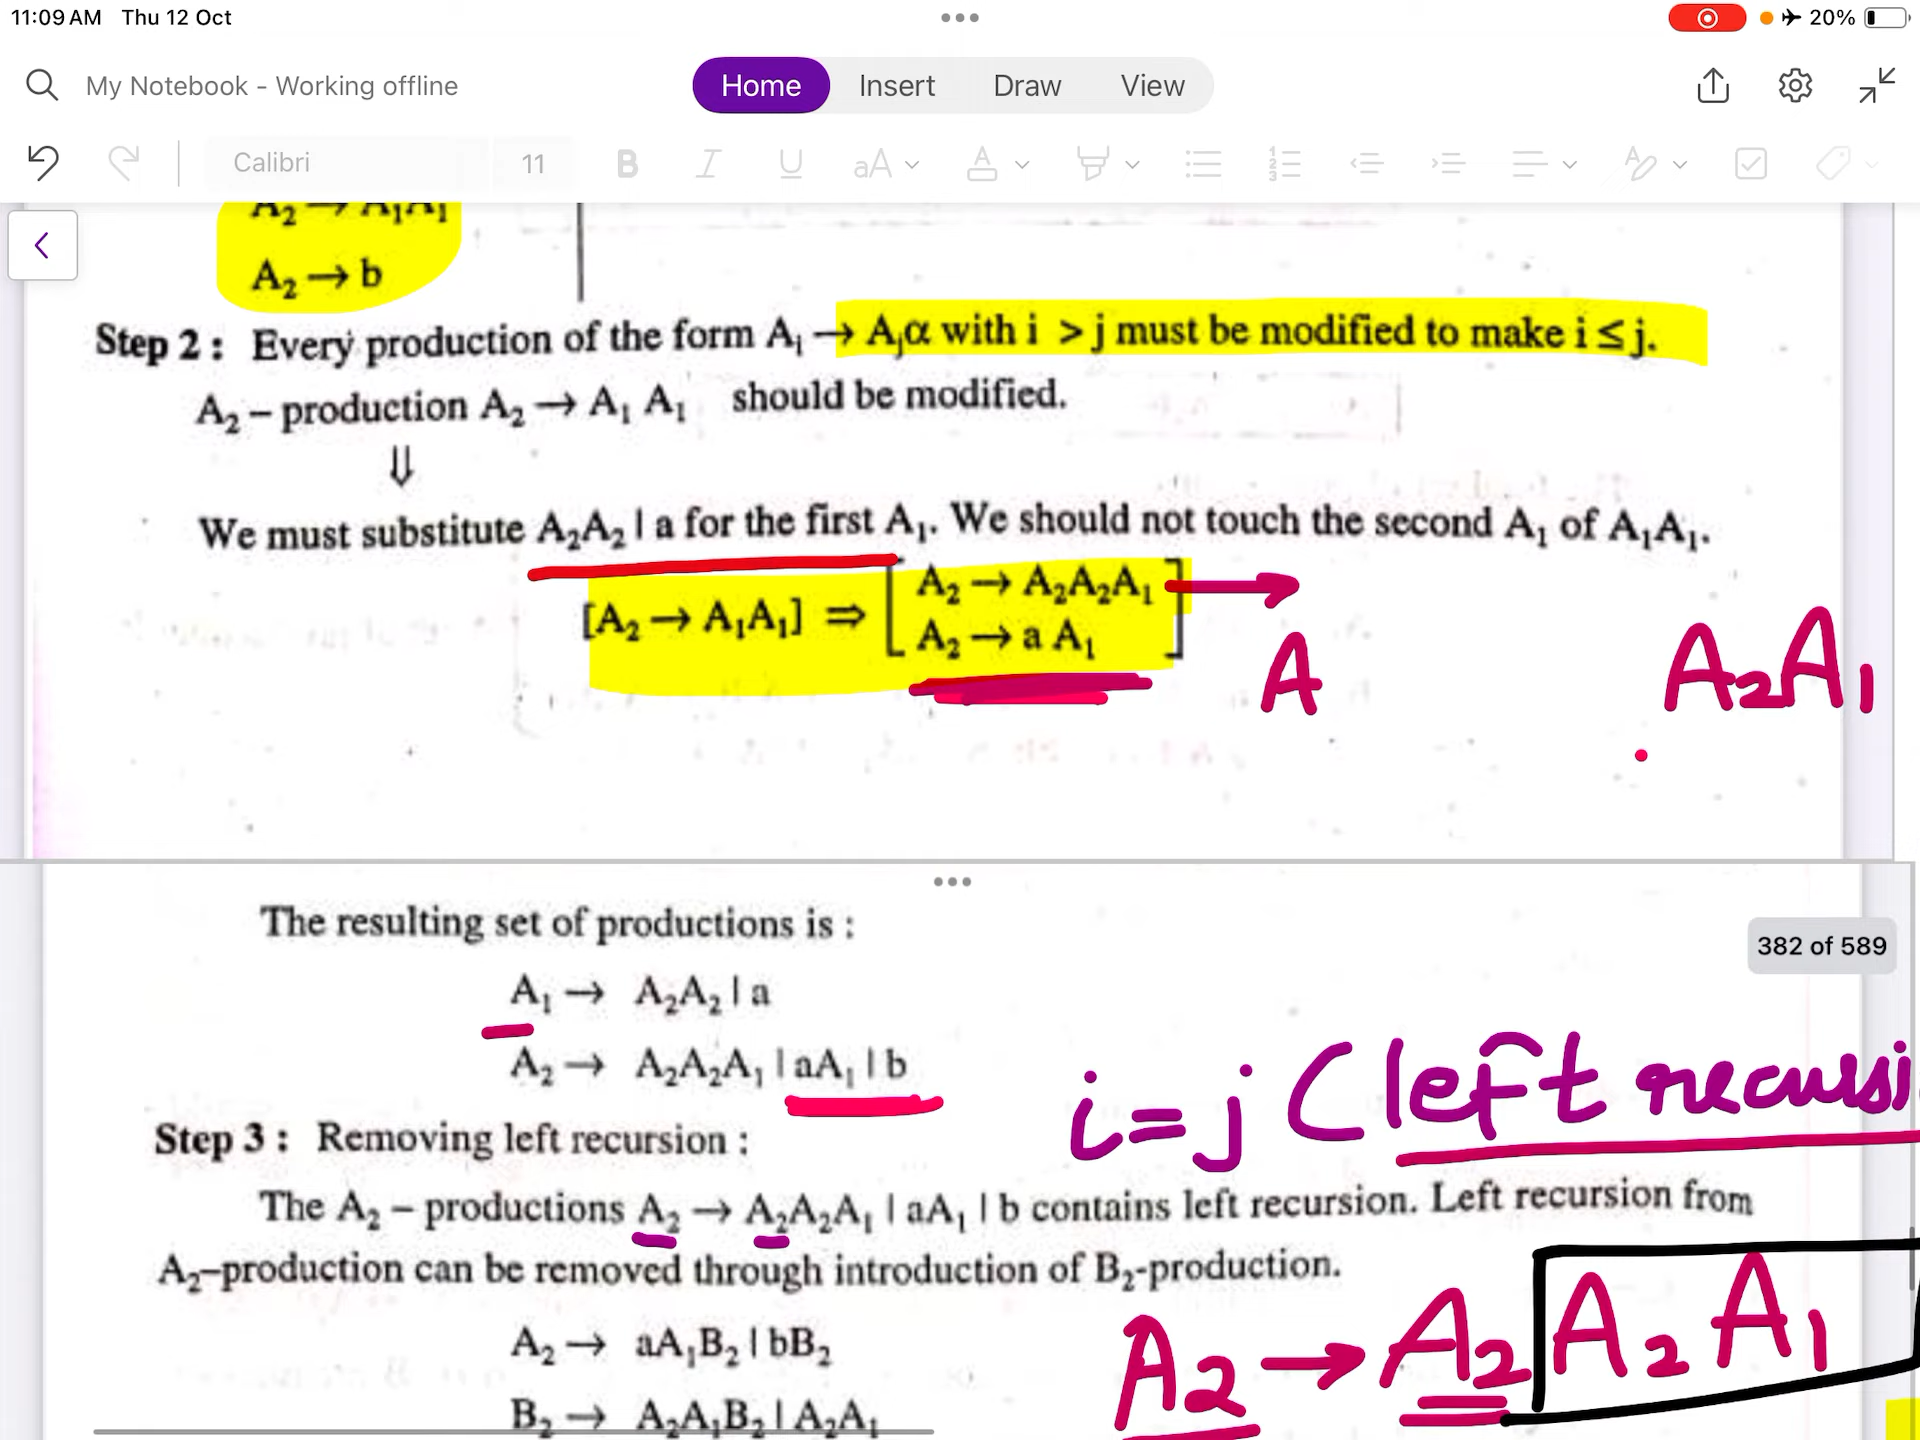 11:09 AM Thu 12 Oct
20%
My Notebook - Working offline
Home Insert Draw View
Calibri 11 B I U aA A
A₂ → A₁A₁
A₂ → b
Step 2 : Every production of the form Aᵢ → Aⱼα with i > j must be modified to make i ≤ j.
A₂ – production A₂ → A₁ A₁ should be modified.
⇓
We must substitute A₂A₂ | a for the first A₁. We should not touch the second A₁ of A₁A₁.
[A₂ → A₁A₁] ⇒ [ A₂ → A₂A₂A₁
A₂ → a A₁ ]
A
A₂A₁
The resulting set of productions is :
382 of 589
A₁ → A₂A₂ | a
A₂ → A₂A₂A₁ | aA₁ | b
i=j (left recussi
Step 3 : Removing left recursion :
The A₂ – productions A₂ → A₂A₂A₁ | aA₁ | b contains left recursion. Left recursion from
A₂–production can be removed through introduction of B₂-production.
A₂ → aA₁B₂ | bB₂
A₂ → A₂ A₂ A₁
B₂ → A₂A₁B₂ | A₂A₁